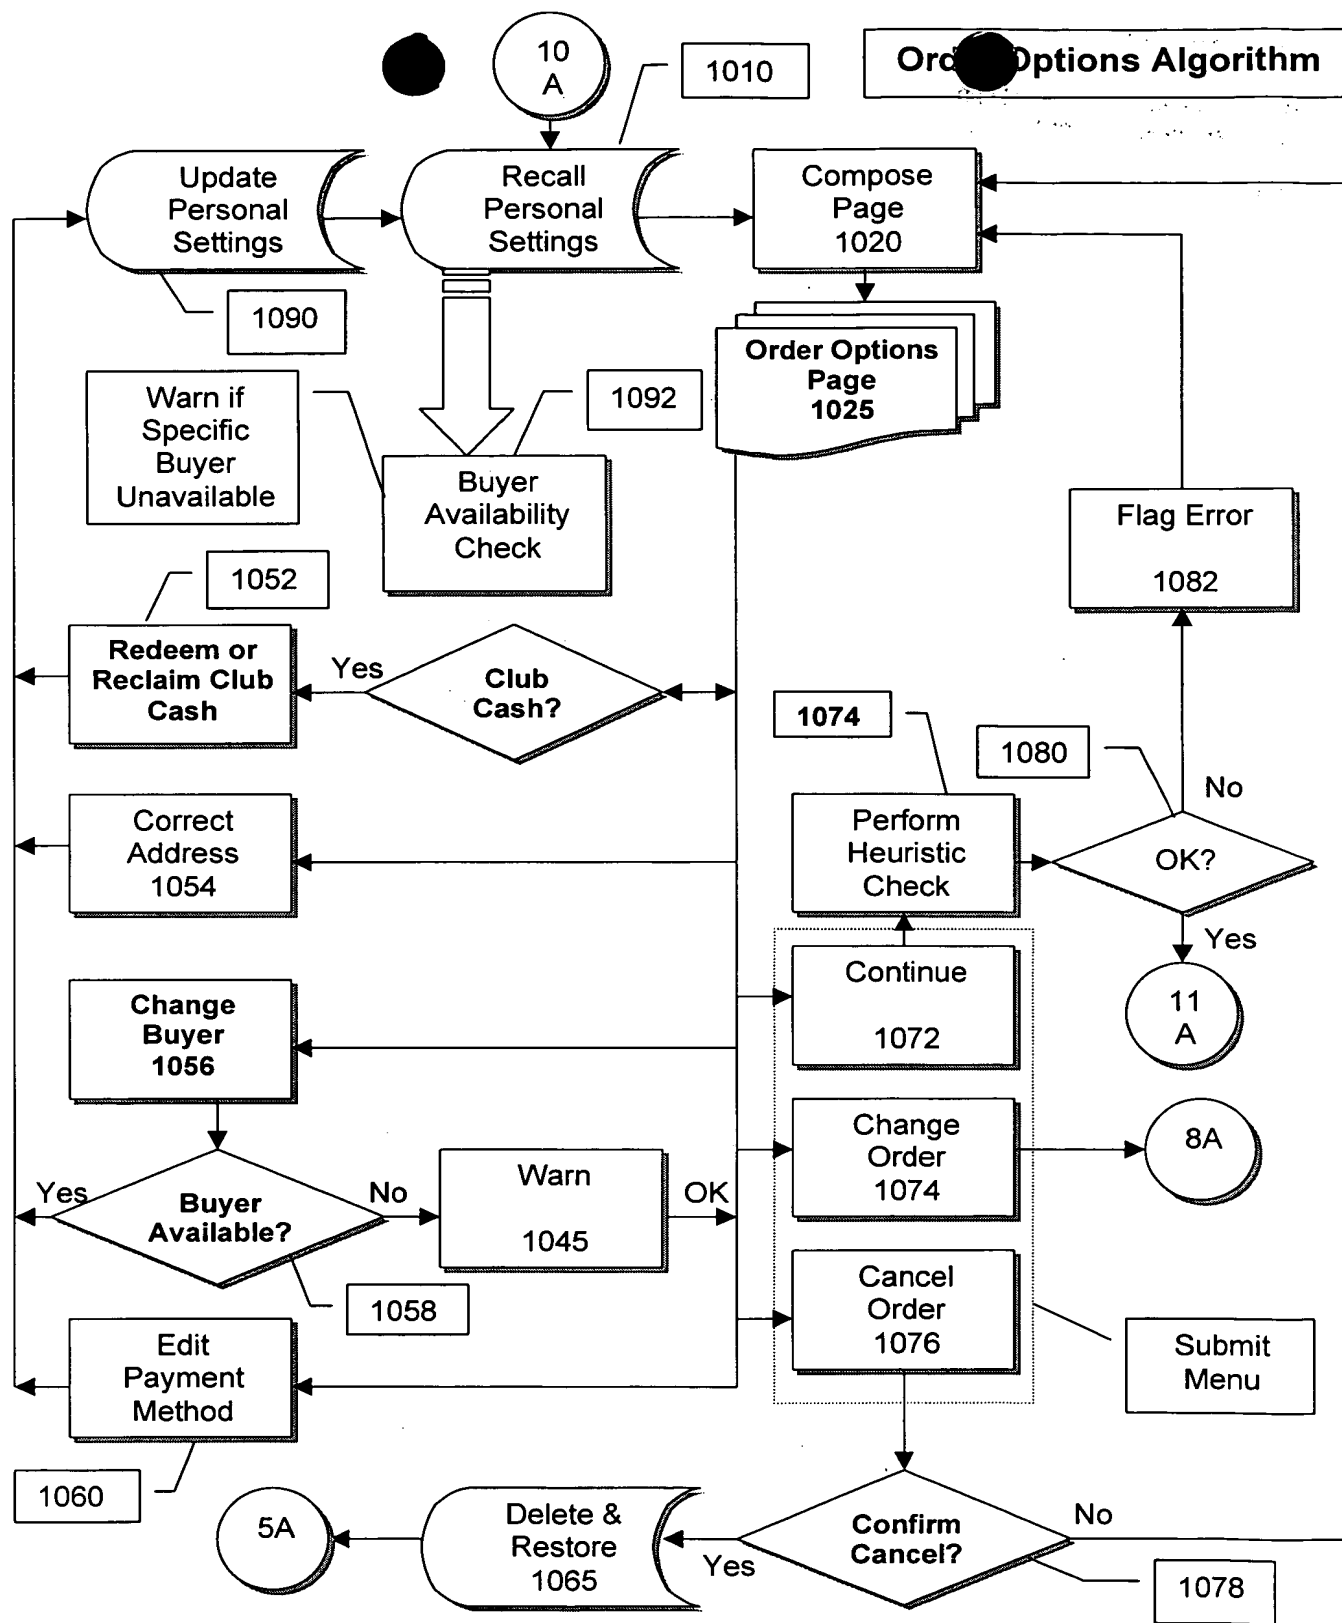 10
A
1010
Ord Options Algorithm
Update
Personal
Settings
Recall
Personal
Settings
Compose
Page
1020
1090
Order Options
Page
1025
Warn if
Specific
Buyer
Unavailable
1092
Buyer
Availability
Check
Flag Error
1082
1052
Redeem or
Reclaim Club
Cash
Yes
Club
Cash?
1074
1080
No
Correct
Address
1054
Perform
Heuristic
Check
OK?
Yes
Continue
1072
11
A
Change
Buyer
1056
Change
Order
1074
8A
Yes
Buyer
Available?
No
Warn
1045
OK
1058
Cancel
Order
1076
Submit
Menu
Edit
Payment
Method
1060
5A
Delete &
Restore
1065
Yes
Confirm
Cancel?
No
1078